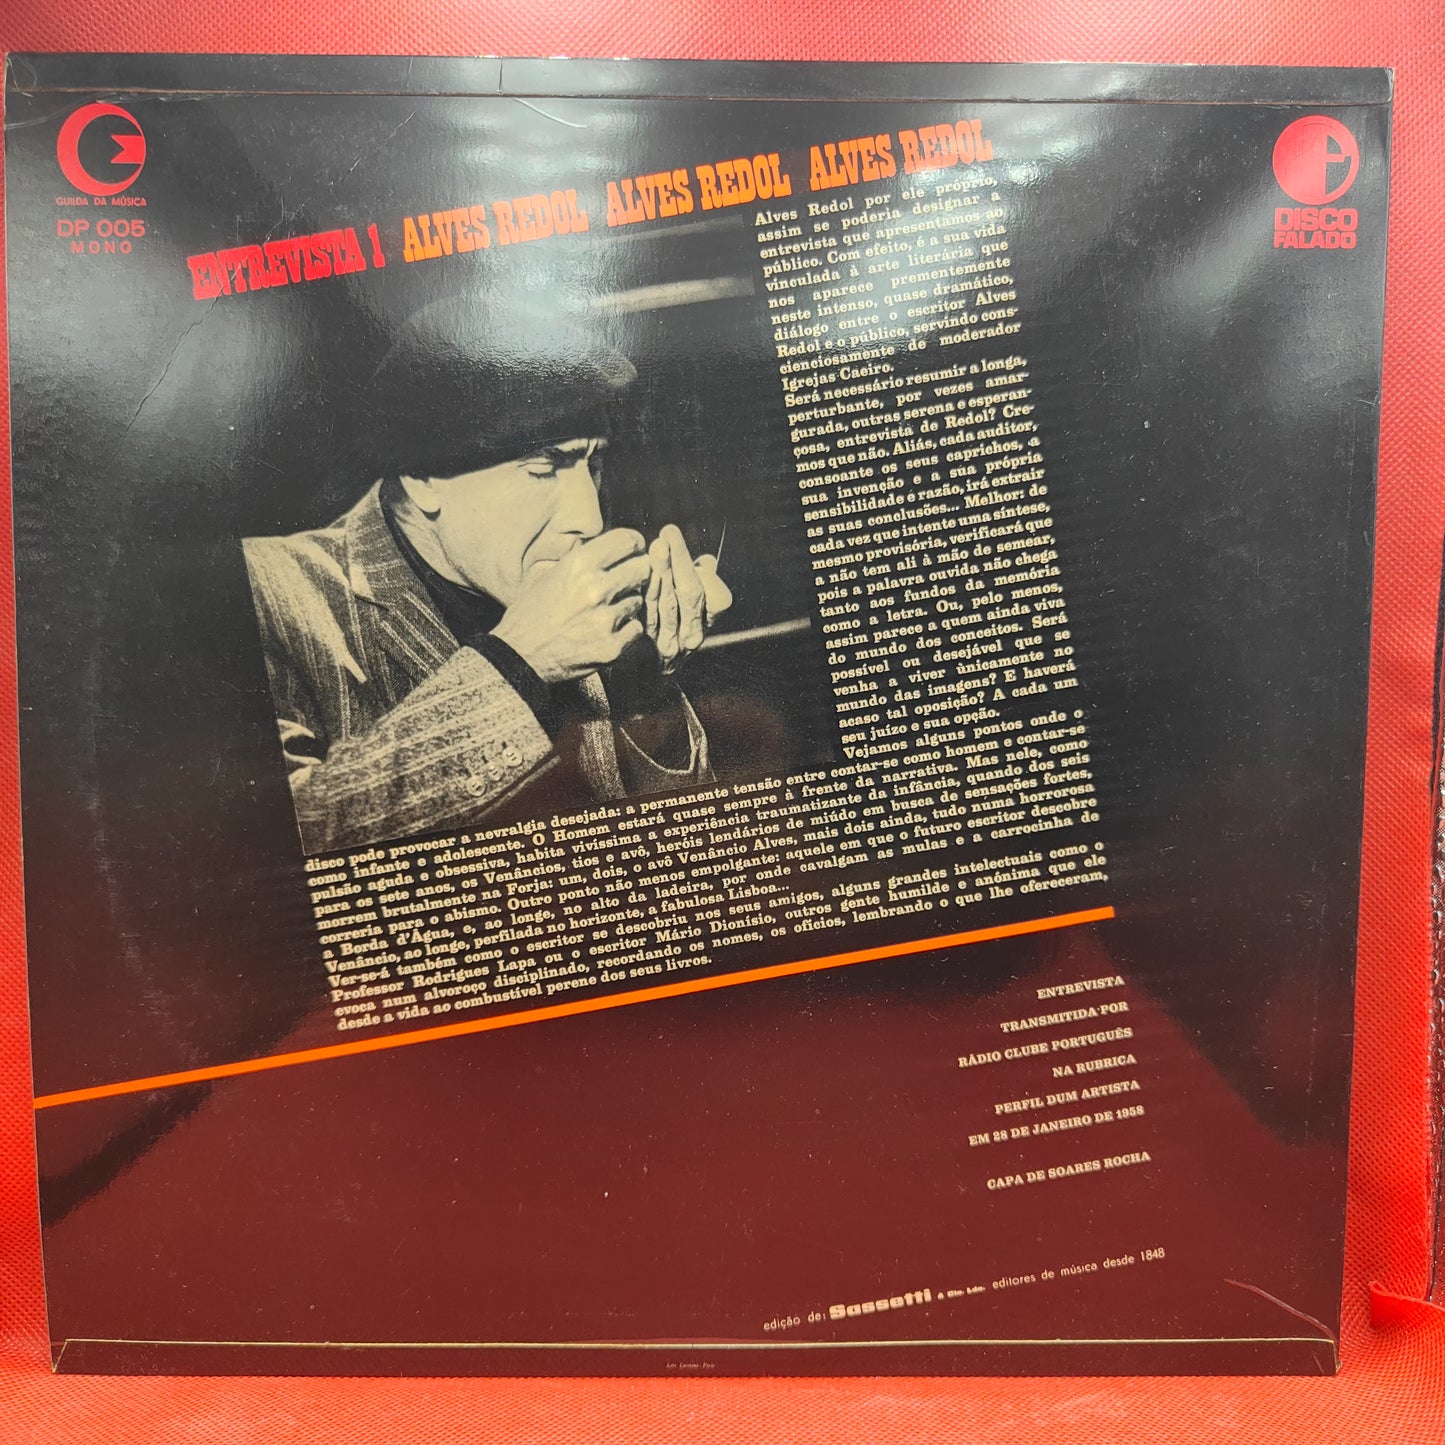 GUILDA DA MÚSICA
DP 005
MONO
DISCO
FALADO
ENTREVISTA 1 ALVES REDOL ALVES REDOL ALVES REDOL
Alves Redol por ele próprio,
assim se poderia designar a
entrevista que apresentamos ao
público. Com efeito, é a sua vida
vinculada à arte literária que
nos aparece prementemente
neste intenso, quase dramático,
diálogo entre o escritor Alves
Redol e o público, servindo cons-
cienciosamente de moderador
Igrejas Caeiro.
Será necessário resumir a longa,
perturbante, por vezes amar
gurada, outras serena e esperan-
çosa, entrevista de Redol? Cre-
mos que não. Aliás, cada auditor,
consoante os seus caprichos, a
sua invenção e a sua própria
sensibilidade é razão, irá extrair
as suas conclusões... Melhor: de
cada vez que intente uma síntese,
mesmo provisória, verificará que
a não tem ali à mão de semear,
pois a palavra ouvida não chega
tanto aos fundos da memória
como a letra. Ou, pelo menos,
assim parece a quem ainda viva
do mundo dos conceitos. Será
possível ou desejável que se
venha a viver ùnicamente no
mundo das imagens? E haverá
acaso tal oposição? A cada um
seu juízo e sua opção.
Vejamos alguns pontos onde o
disco pode provocar a nevralgia desejada: a permanente tensão entre contar-se como homem e contar-se
como infante e adolescente. O Homem estará quase sempre à frente da narrativa. Mas nele, como
pulsão aguda e obsessiva, habita vivíssima a experiência traumatizante da infância, quando dos seis
para os sete anos, os Venâncios, tios e avô, heróis lendários de miúdo em busca de sensações fortes,
morrem brutalmente na Forja: um, dois, o avô Venâncio Alves, mais dois ainda, tudo numa horrorosa
correria para o abismo. Outro ponto não menos empolgante: aquele em que o futuro escritor descobre
a Borda d'Água, e, ao longe, no alto da ladeira, por onde cavalgam as mulas e a carrocinha de
Venâncio, ao longe, perfilada no horizonte, a fabulosa Lisboa...
Ver-se-á também como o escritor se descobriu nos seus amigos, alguns grandes intelectuais como o
Professor Rodrigues Lapa ou o escritor Mário Dionísio, outros gente humilde e anónima que ele
evoca num alvoroço disciplinado, recordando os nomes, os ofícios, lembrando o que lhe ofereceram,
desde a vida ao combustível perene dos seus livros.
ENTREVISTA
TRANSMITIDA POR
RÁDIO CLUBE PORTUGUÊS
NA RUBRICA
PERFIL DUM ARTISTA
EM 28 DE JANEIRO DE 1958
CAPA DE SOARES ROCHA
edição de: Sassetti & Cia. Lda. editores de música desde 1848